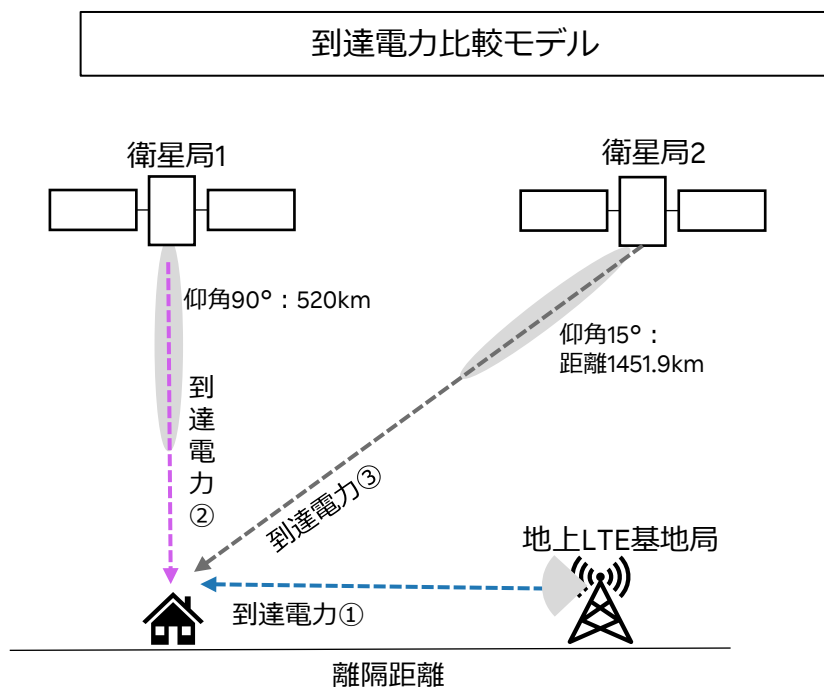 到達電力比較モデル
衛星局1
衛星局2
仰角90°：520km
仰角15°：
距離1451.9km
到達電力②
到達電力③
地上LTE基地局
到達電力①
離隔距離